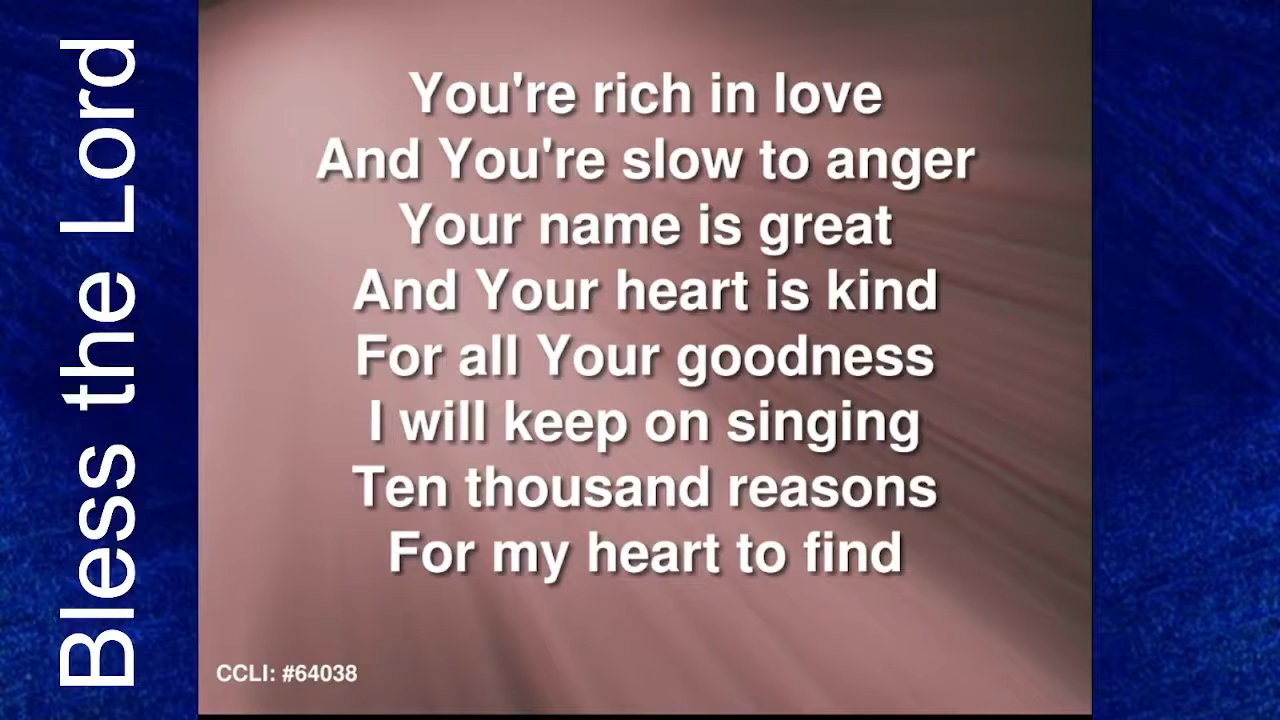 Bless the Lord
You're rich in love
And You're slow to anger
Your name is great
And Your heart is kind
For all Your goodness
I will keep on singing
Ten thousand reasons
For my heart to find
CCLI: #64038